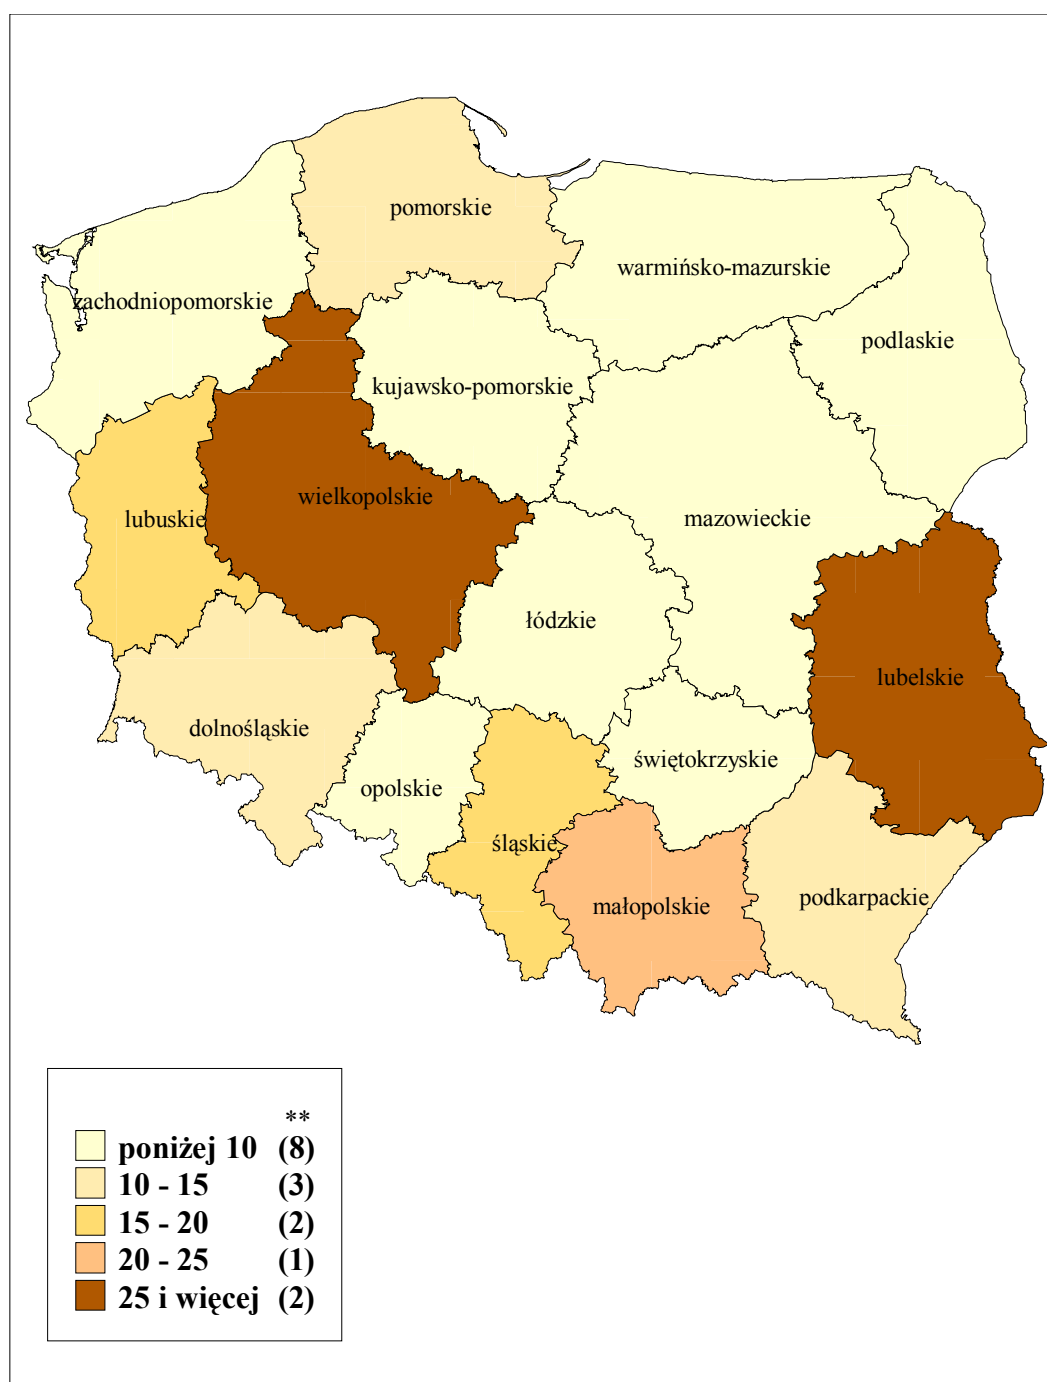 pomorskie
warmińsko-mazurskie
zachodniopomorskie
podlaskie
kujawsko-pomorskie
wielkopolskie
lubuskie
mazowieckie
łódzkie
lubelskie
dolnośląskie
świętokrzyskie
opolskie
śląskie
podkarpackie
małopolskie
**
poniżej 10 (8)
10 - 15 (3)
15 - 20 (2)
20 - 25 (1)
25 i więcej (2)